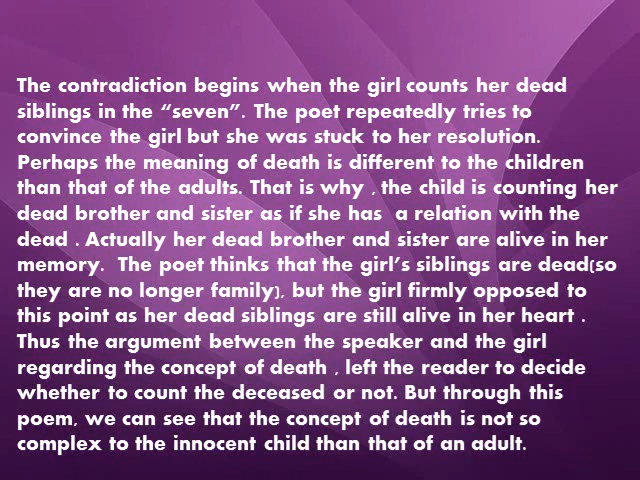 The contradiction begins when the girl counts her dead
siblings in the “seven”. The poet repeatedly tries to
convince the girl but she was stuck to her resolution.
Perhaps the meaning of death is different to the children
than that of the adults. That is why , the child is counting her
dead brother and sister as if she has  a relation with the
dead . Actually her dead brother and sister are alive in her
memory.  The poet thinks that the girl’s siblings are dead(so
they are no longer family), but the girl firmly opposed to
this point as her dead siblings are still alive in her heart .
Thus the argument between the speaker and the girl
regarding the concept of death , left the reader to decide
whether to count the deceased or not. But through this
poem, we can see that the concept of death is not so
complex to the innocent child than that of an adult.